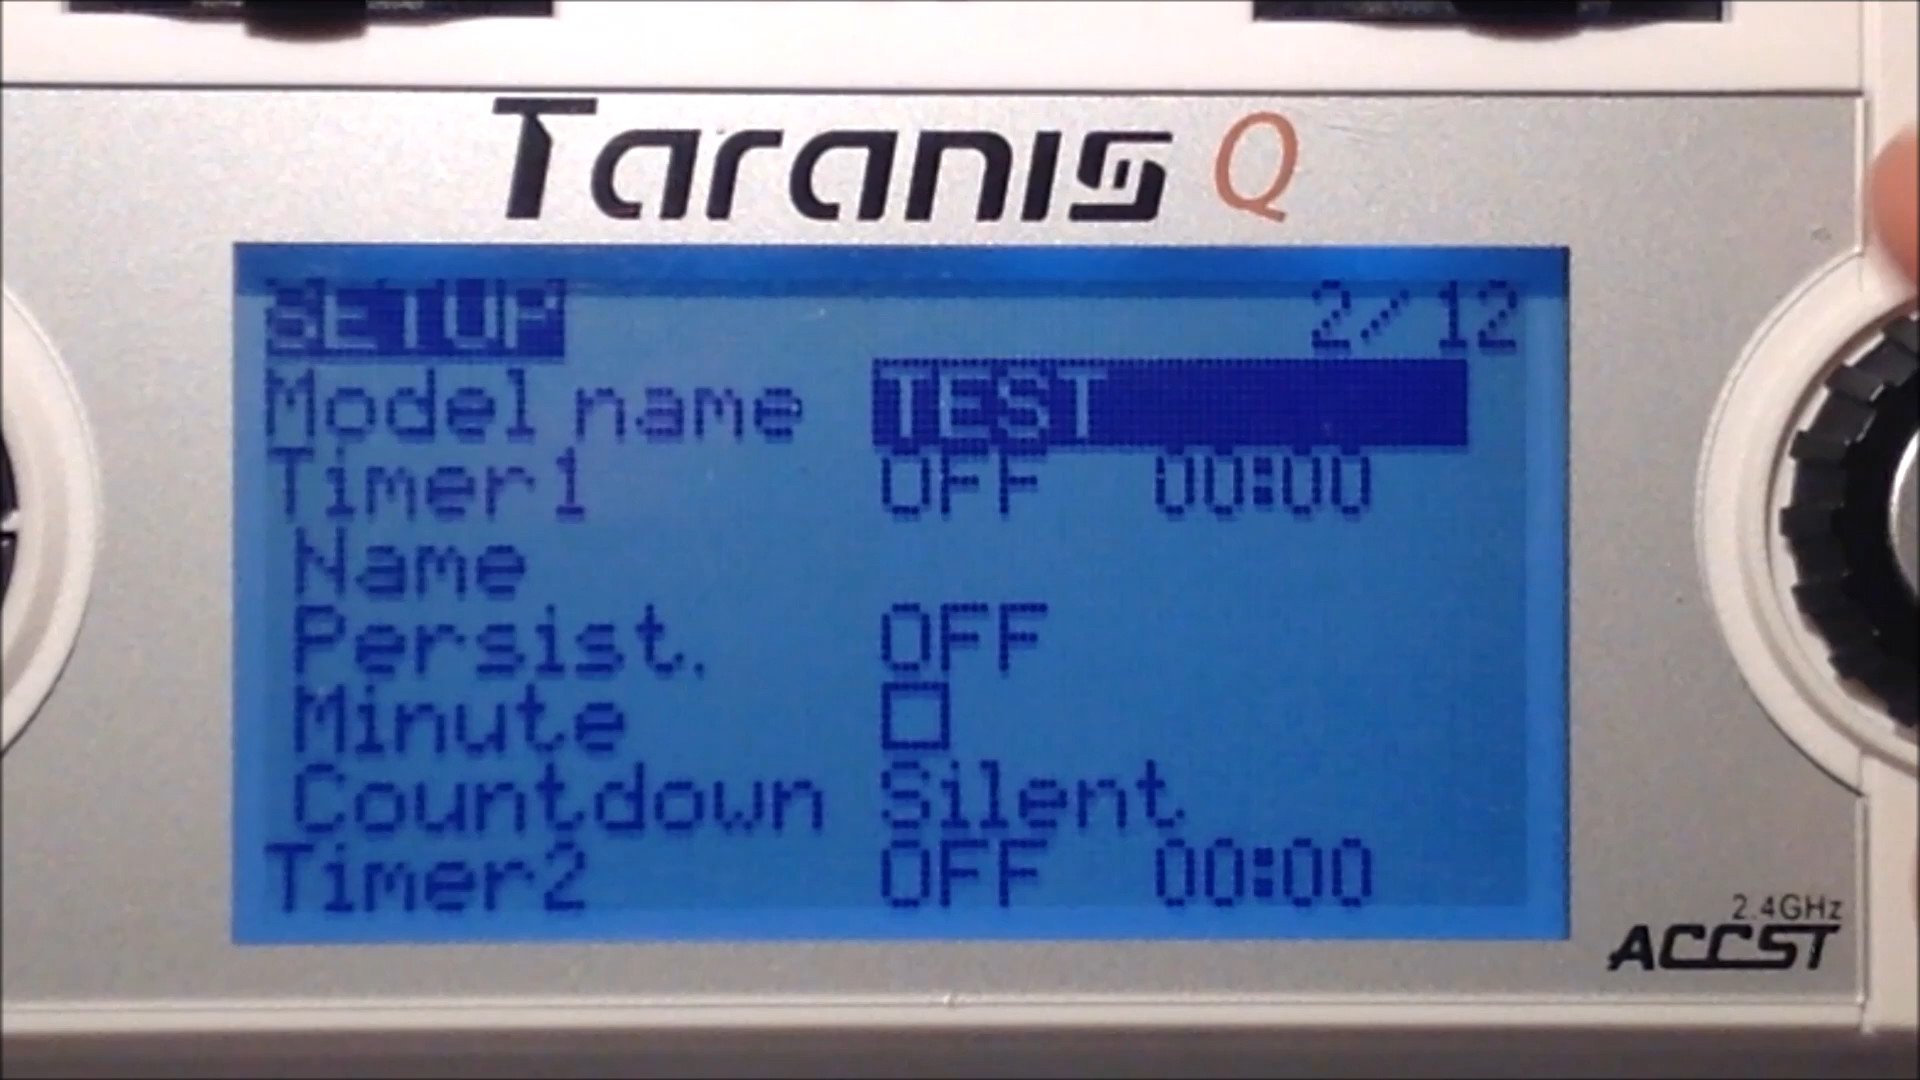 Taranis Q
SETUP 2/12
Model name TEST
Timer1 OFF 00:00
Name
Persist. OFF
Minute
Countdown Silent
Timer2 OFF 00:00
2.4GHz
ACCST